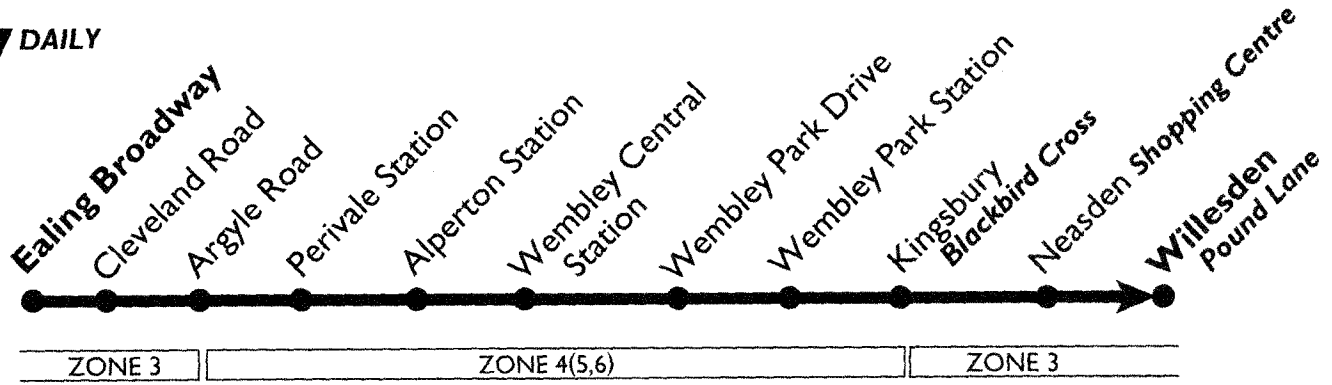 DAILY
Ealing Broadway
Cleveland Road
Argyle Road
Perivale Station
Alperton Station
Wembley Central
Station
Wembley Park Drive
Wembley Park Station
Kingsbury
Blackbird Cross
Neasden Shopping Centre
Willesden
Pound Lane
ZONE 3
ZONE 4(5,6)
ZONE 3